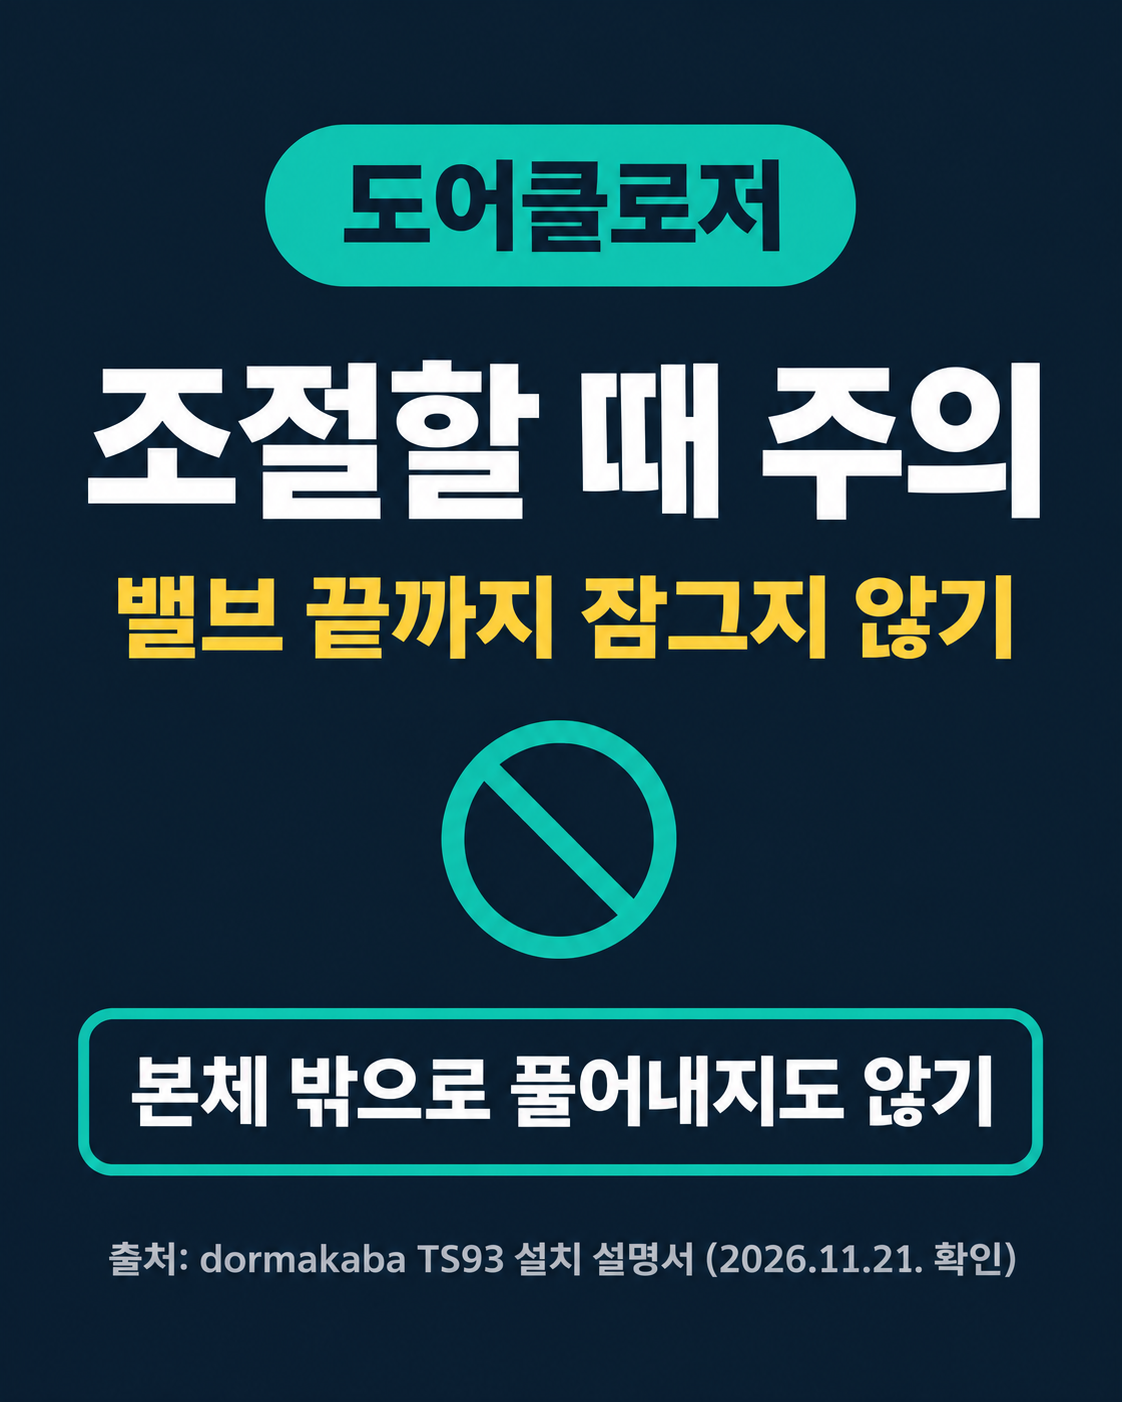 도어클로저
조절할 때 주의
밸브 끝까지 잠그지 않기
본체 밖으로 풀어내지도 않기
출처: dormakaba TS93 설치 설명서 (2026.11.21. 확인)